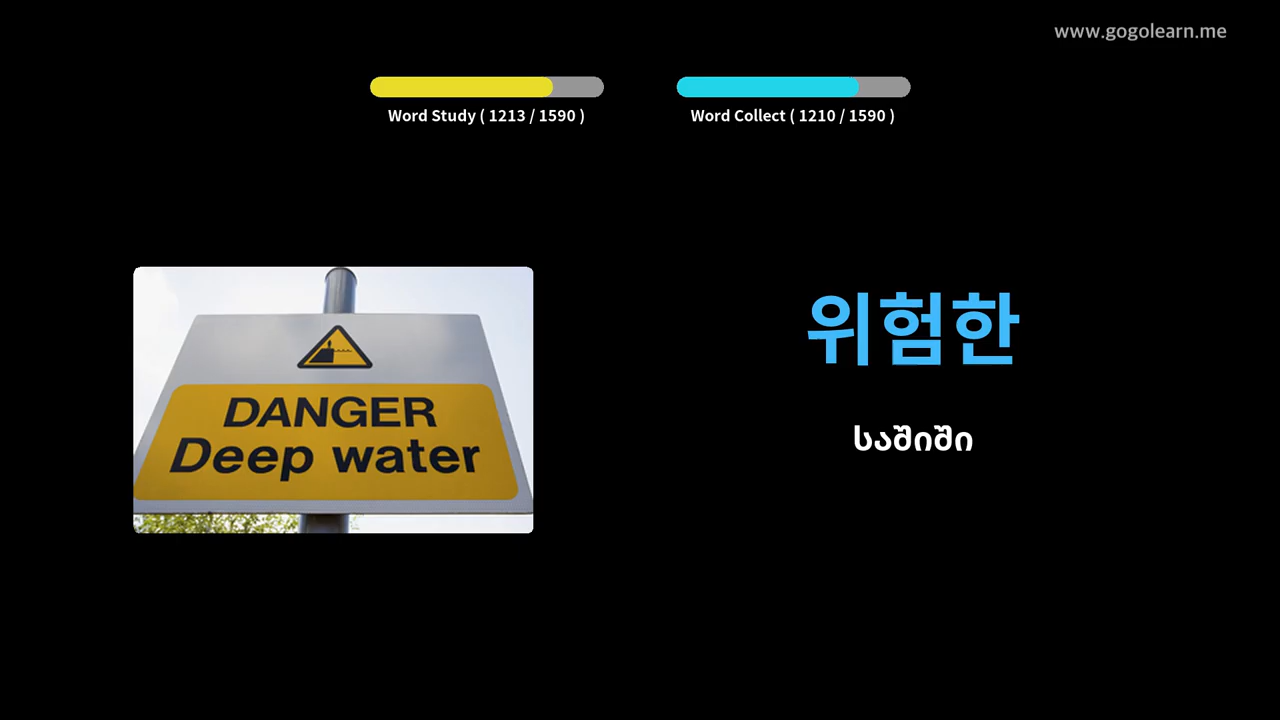 www.gogolearn.me
Word Study ( 1213 / 1590 )
Word Collect ( 1210 / 1590 )
DANGER
Deep water
위험한
საშიში